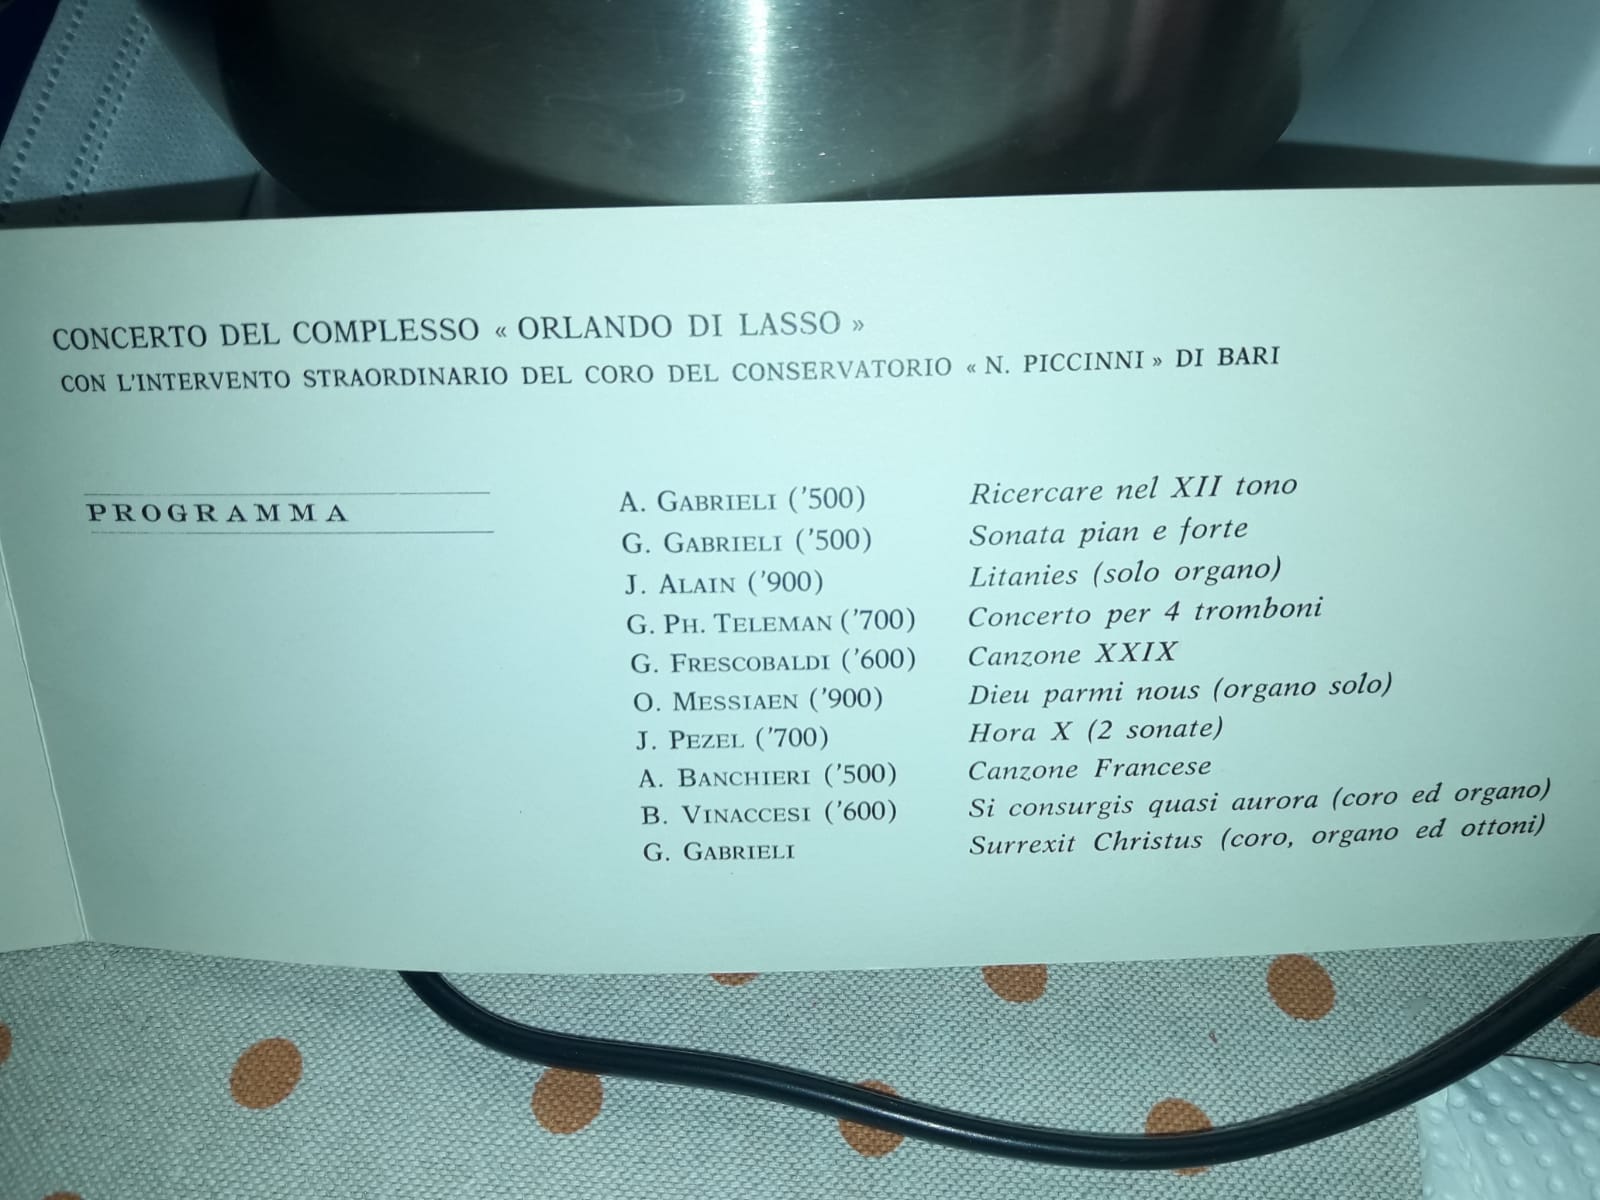 CONCERTO DEL COMPLESSO « ORLANDO DI LASSO »
CON L'INTERVENTO STRAORDINARIO DEL CORO DEL CONSERVATORIO « N. PICCINNI » DI BARI
PROGRAMMA
A. GABRIELI ('500) Ricercare nel XII tono
G. GABRIELI ('500) Sonata pian e forte
J. ALAIN ('900) Litanies (solo organo)
G. PH. TELEMAN ('700) Concerto per 4 tromboni
G. FRESCOBALDI ('600) Canzone XXIX
O. MESSIAEN ('900) Dieu parmi nous (organo solo)
J. PEZEL ('700) Hora X (2 sonate)
A. BANCHIERI ('500) Canzone Francese
B. VINACCESI ('600) Si consurgis quasi aurora (coro ed organo)
G. GABRIELI Surrexit Christus (coro, organo ed ottoni)